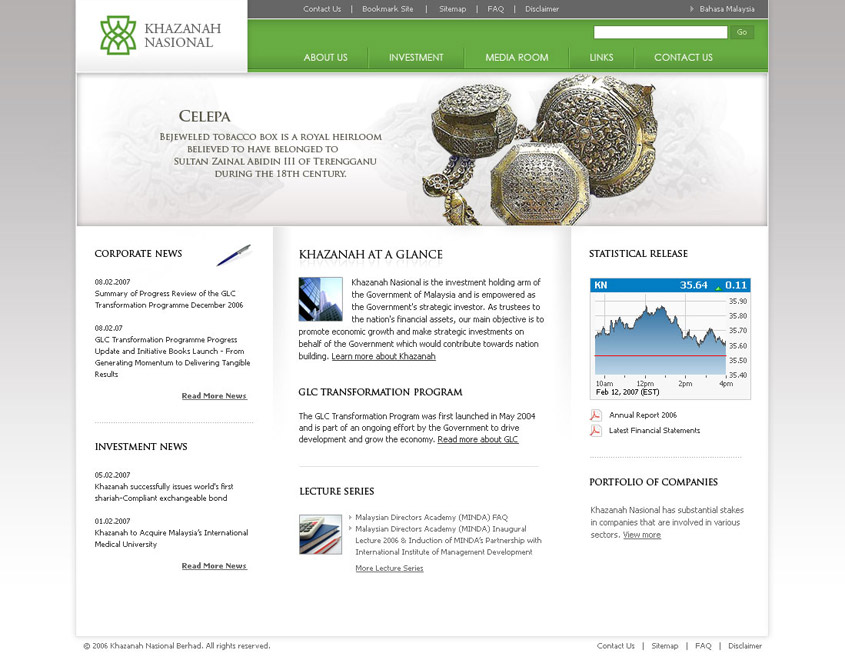 Contact Us | Bookmark Site | Sitemap | FAQ | Disclaimer
Bahasa Malaysia
KHAZANAH
NASIONAL
Go
ABOUT US
INVESTMENT
MEDIA ROOM
LINKS
CONTACT US
CELEPA
BEJEWELED TOBACCO BOX IS A ROYAL HEIRLOOM
BELIEVED TO HAVE BELONGED TO
SULTAN ZAINAL ABIDIN III OF TERENGGANU
DURING THE 18TH CENTURY.
CORPORATE NEWS
08.02.2007
Summary of Progress Review of the GLC
Transformation Programme December 2006
08.02.07
GLC Transformation Programme Progress
Update and Initiative Books Launch - From
Generating Momentum to Delivering Tangible
Results
Read More News
INVESTMENT NEWS
05.02.2007
Khazanah successfully issues world's first
shariah-Compliant exchangeable bond
01.02.2007
Khazanah to Acquire Malaysia's International
Medical University
Read More News
KHAZANAH AT A GLANCE
Khazanah Nasional is the investment holding arm of
the Government of Malaysia and is empowered as
the Government's strategic investor. As trustees to
the nation's financial assets, our main objective is to
promote economic growth and make strategic investments on
behalf of the Government which would contribute towards nation
building. Learn more about Khazanah
GLC TRANSFORMATION PROGRAM
The GLC Transformation Program was first launched in May 2004
and is part of an ongoing effort by the Government to drive
development and grow the economy. Read more about GLC
LECTURE SERIES
Malaysian Directors Academy (MINDA) FAQ
Malaysian Directors Academy (MINDA) Inaugural
Lecture 2006 & Induction of MINDA's Partnership with
International Institute of Management Development
More Lecture Series
STATISTICAL RELEASE
KN 35.64 0.11
35.90
35.80
35.70
35.60
35.50
35.40
10am 12pm 2pm 4pm
Feb 12, 2007 (EST)
Annual Report 2006
Latest Financial Statements
PORTFOLIO OF COMPANIES
Khazanah Nasional has substantial stakes
in companies that are involved in various
sectors. View more
© 2006 Khazanah Nasional Berhad. All rights reserved.
Contact Us | Sitemap | FAQ | Disclaimer